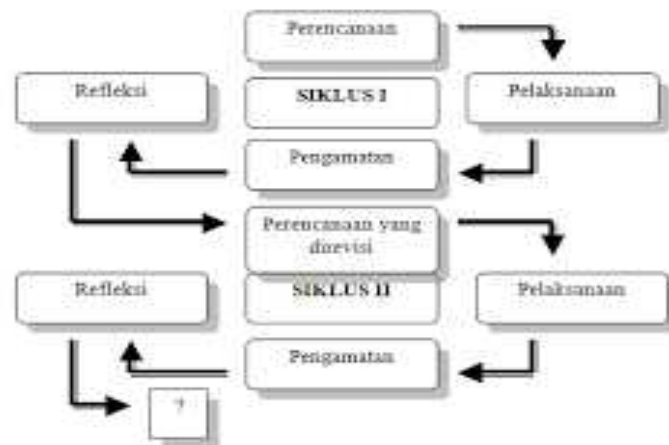 Perencanaan
Refleksi
SIKLUS I
Pelaksanaan
Pengamatan
Perencanaan yang
direvisi
Refleksi
SIKLUS II
Pelaksanaan
Pengamatan
?